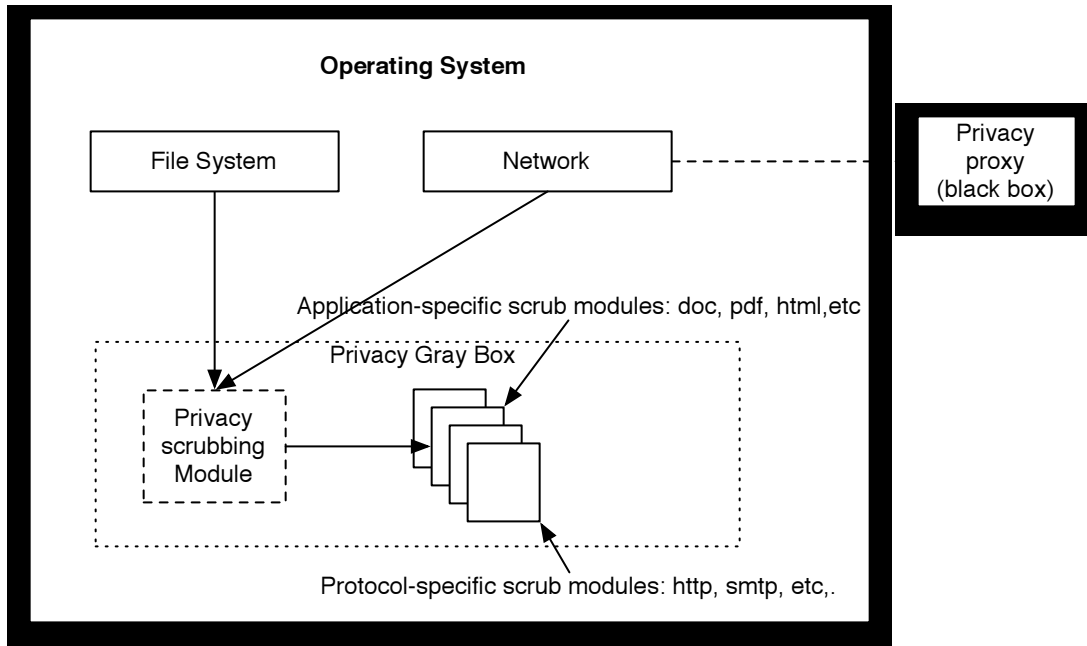 Operating System
File System
Network
Privacy
proxy
(black box)
Application-specific scrub modules: doc, pdf, html,etc
Privacy Gray Box
Privacy
scrubbing
Module
Protocol-specific scrub modules: http, smtp, etc,.